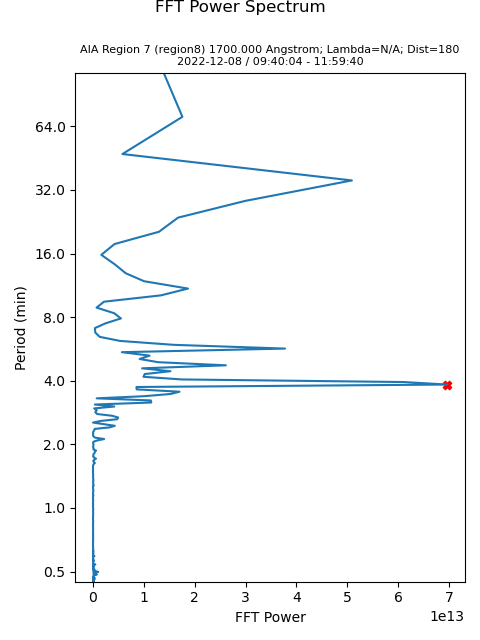 FFT Power Spectrum
AIA Region 7 (region8) 1700.000 Angstrom; Lambda=N/A; Dist=180
2022-12-08 / 09:40:04 - 11:59:40
64.0
32.0
16.0
8.0
4.0
2.0
1.0
0.5
Period (min)
0 1 2 3 4 5 6 7
1e13
FFT Power